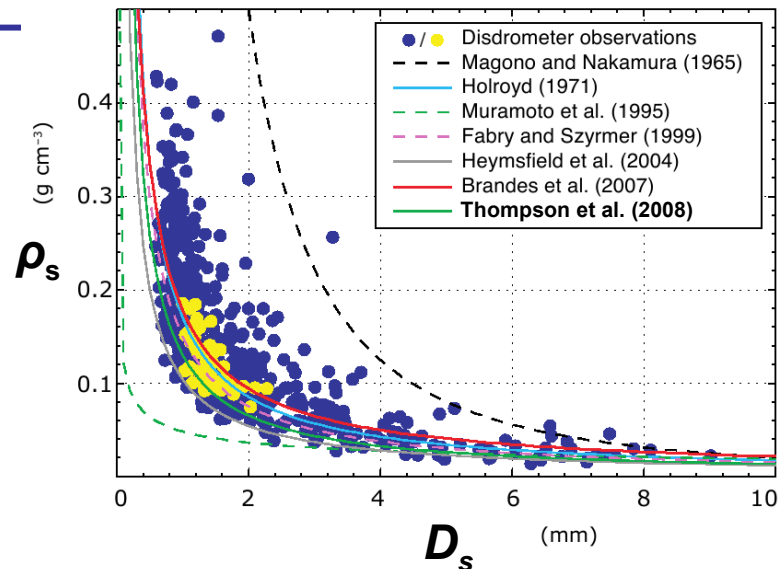 (g cm⁻³)
ρs
0.4
0.3
0.2
0.1
● / ● Disdrometer observations
Magono and Nakamura (1965)
Holroyd (1971)
Muramoto et al. (1995)
Fabry and Szyrmer (1999)
Heymsfield et al. (2004)
Brandes et al. (2007)
Thompson et al. (2008)
0 2 4 6 8 10
Ds (mm)